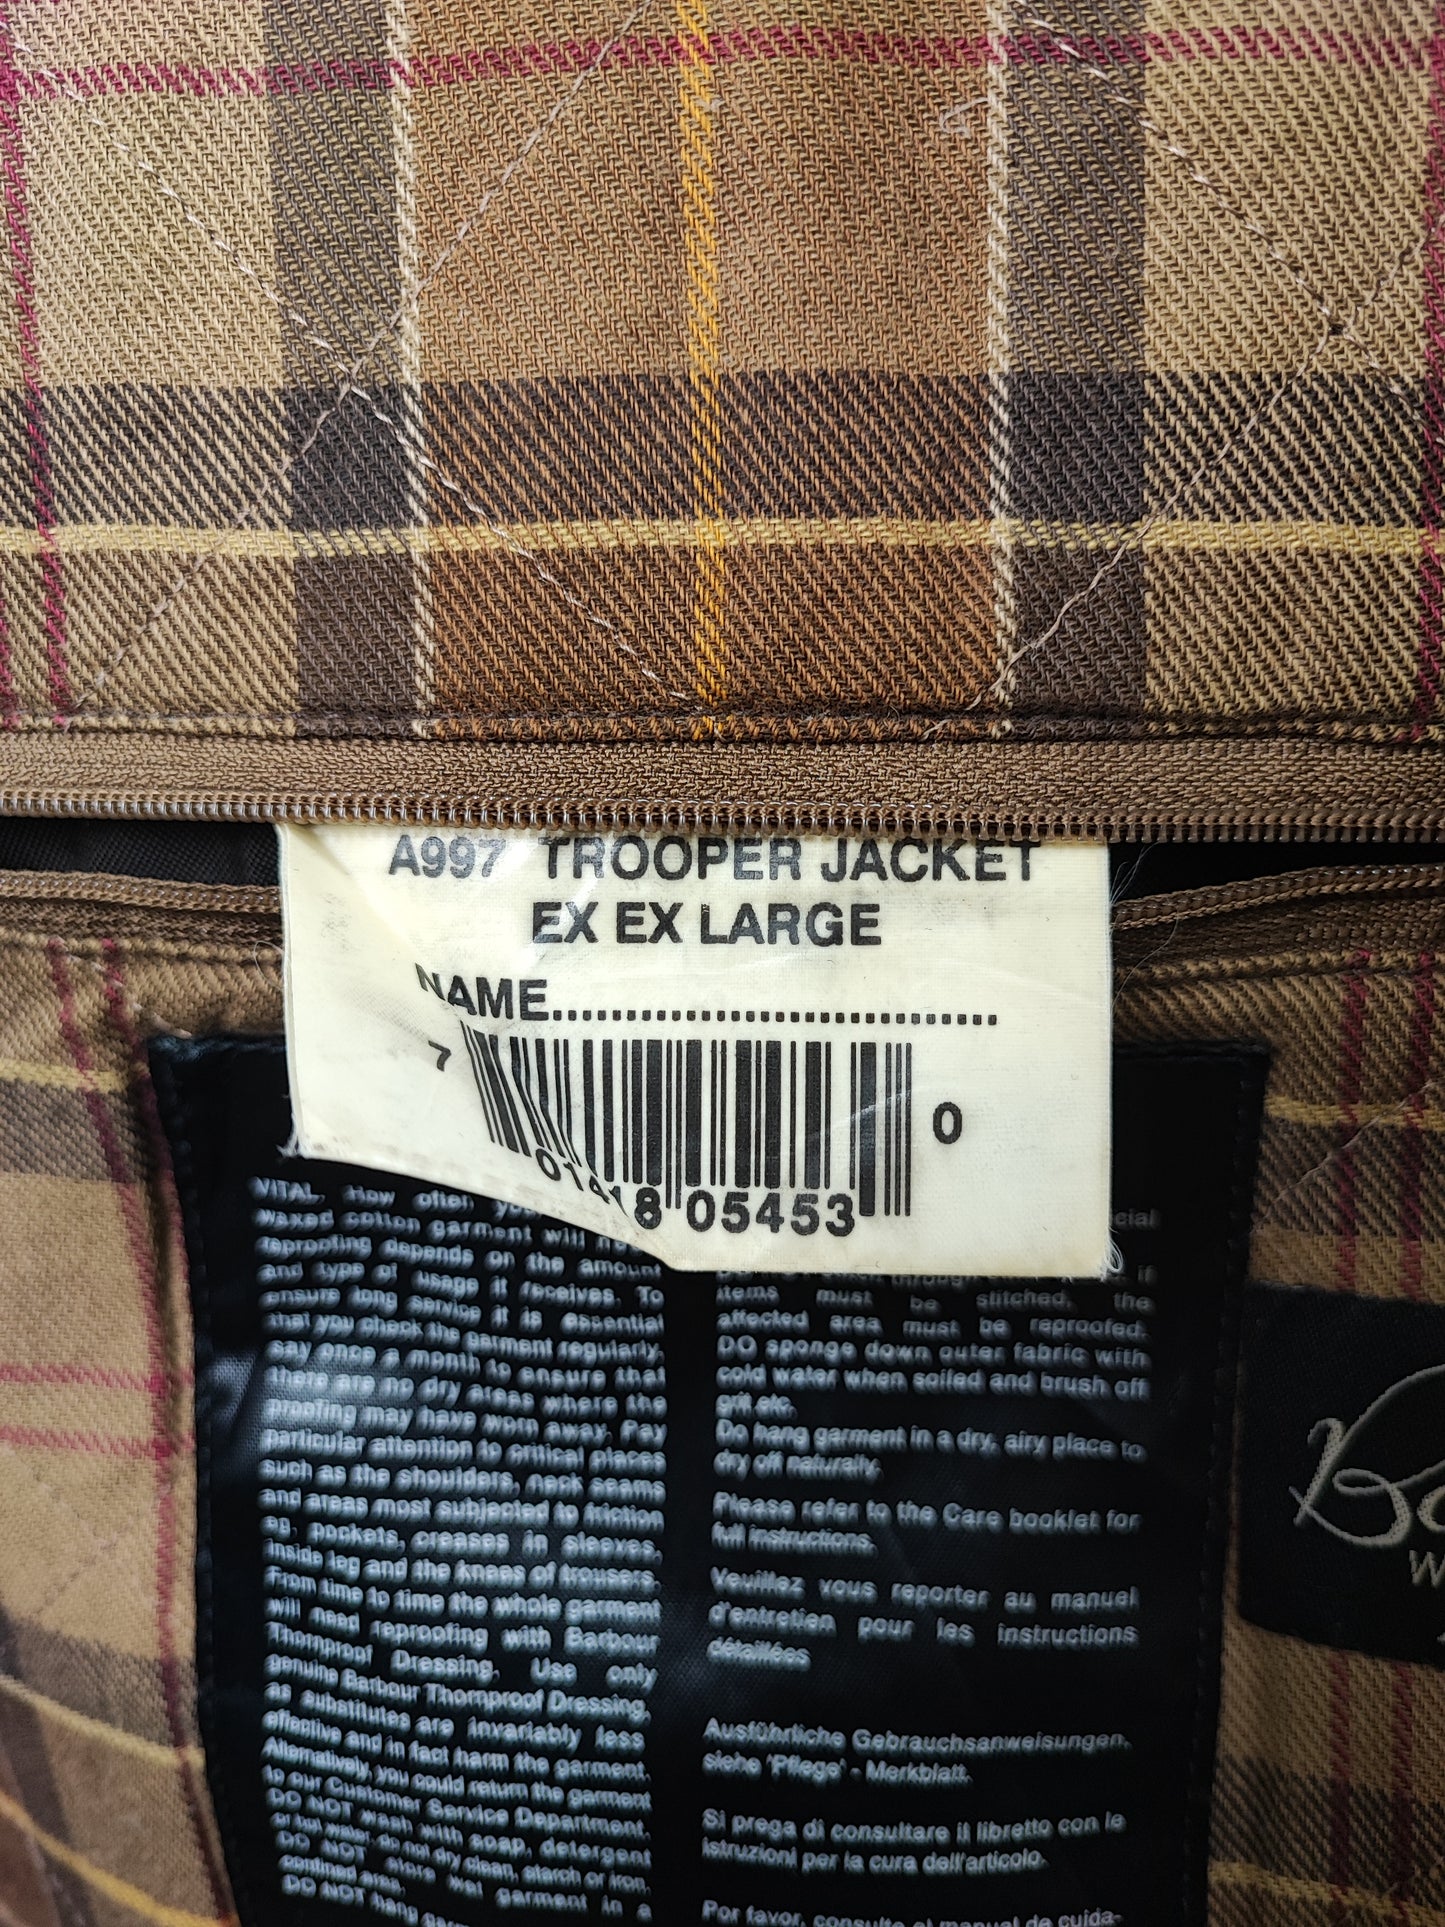 A997 TROOPER JACKET
EX EX LARGE
NAME..............................
7 01418 05453 0
VITAL. How often
waxed cotton garment will
reproofing depends on the amount
and type of usage it receives. To
ensure long service it is essential
that you check the garment regularly,
say once a month to ensure that
there are no dry areas where the
proofing may have worn away. Pay
particular attention to critical places
such as the shoulders, neck seams
and areas most subjected to friction
eg. pockets, creases in sleeves,
inside leg and the knees of trousers.
From time to time the whole garment
will need reproofing with Barbour
Thornproof Dressing. Use only
genuine Barbour Thornproof Dressing,
as substitutes are invariably less
effective and in fact harm the garment.
Alternatively, you could return the garment
to our Customer Service Department.
DO NOT wash with soap, detergent
or hot water, do not dry clean, starch or iron.
DO NOT store wet garment in a
confined area.
DO NOT hang
through if
items must be stitched, the
affected area must be reproofed.
DO sponge down outer fabric with
cold water when soiled and brush off
grit etc.
Do hang garment in a dry, airy place to
dry off naturally.
Please refer to the Care booklet for
full instructions.
Veuillez vous reporter au manuel
d'entretien pour les instructions
détaillées
Ausführliche Gebrauchsanweisungen,
siehe 'Pflege' - Merkblatt.
Si prega di consultare il libretto con le
istruzioni per la cura dell'articolo.
Por favor, consulte el manual de cuida-